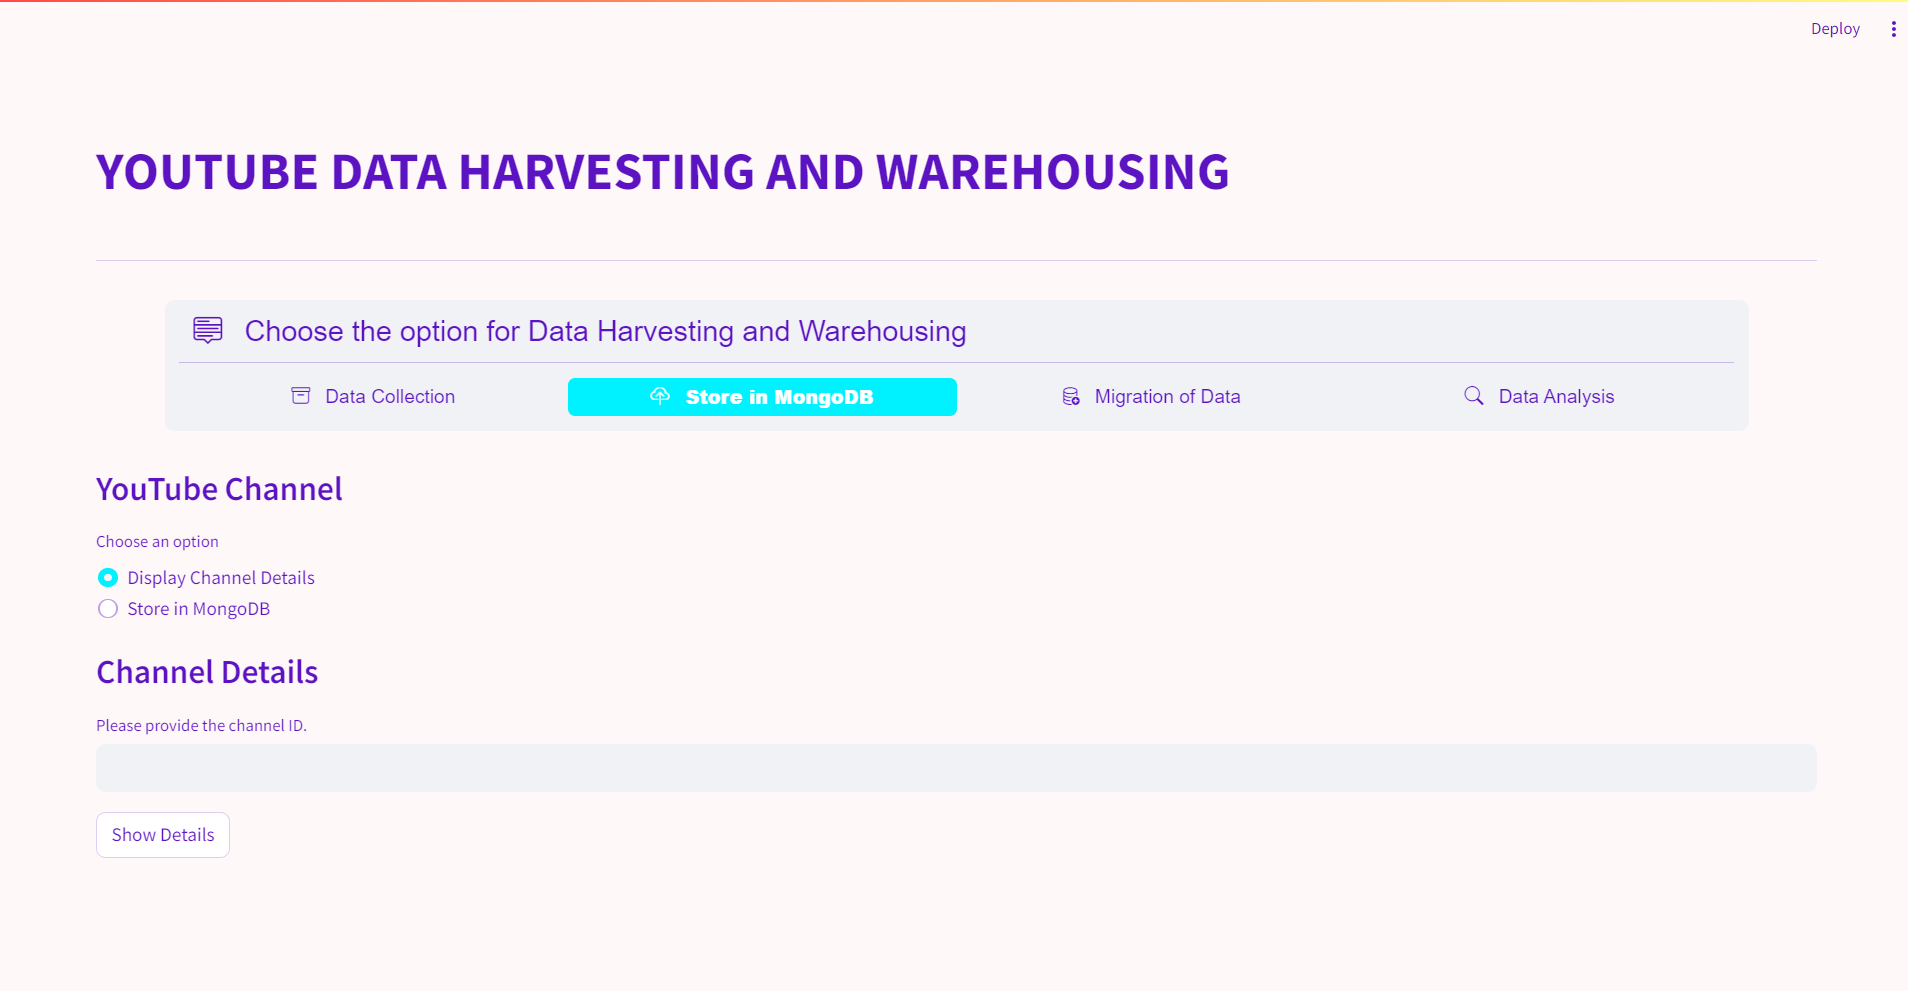 Deploy
YOUTUBE DATA HARVESTING AND WAREHOUSING
Choose the option for Data Harvesting and Warehousing
Data Collection
Store in MongoDB
Migration of Data
Data Analysis
YouTube Channel
Choose an option
Display Channel Details
Store in MongoDB
Channel Details
Please provide the channel ID.
Show Details